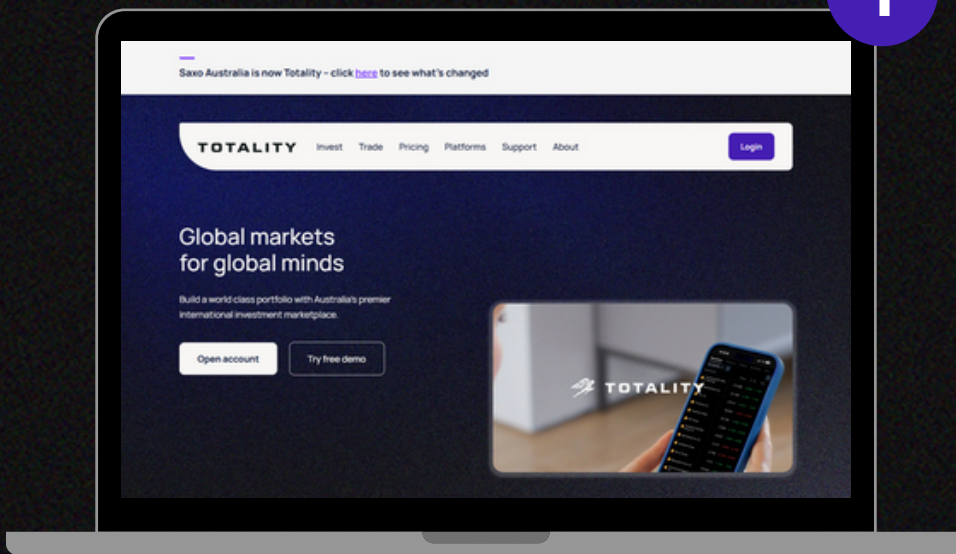 Saxo Australia is now Totality – click here to see what's changed
TOTALITY Invest Trade Pricing Platforms Support About Login
Global markets
for global minds
Build a world class portfolio with Australia's premier
international investment marketplace.
Open account Try free demo
TOTALITY